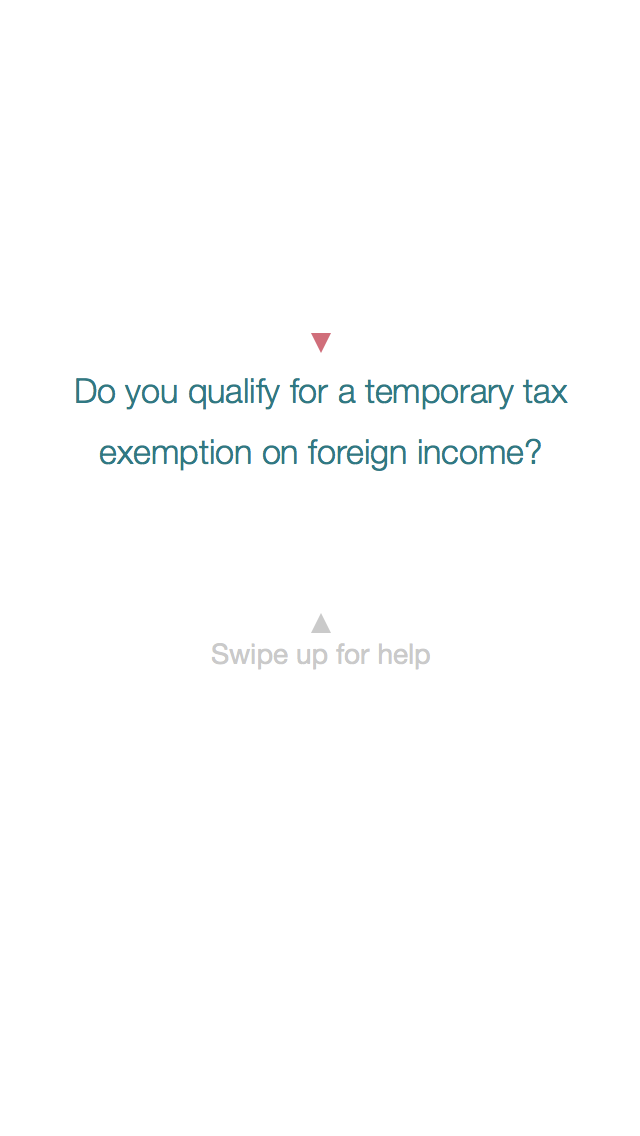 Do you qualify for a temporary tax
exemption on foreign income?
Swipe up for help